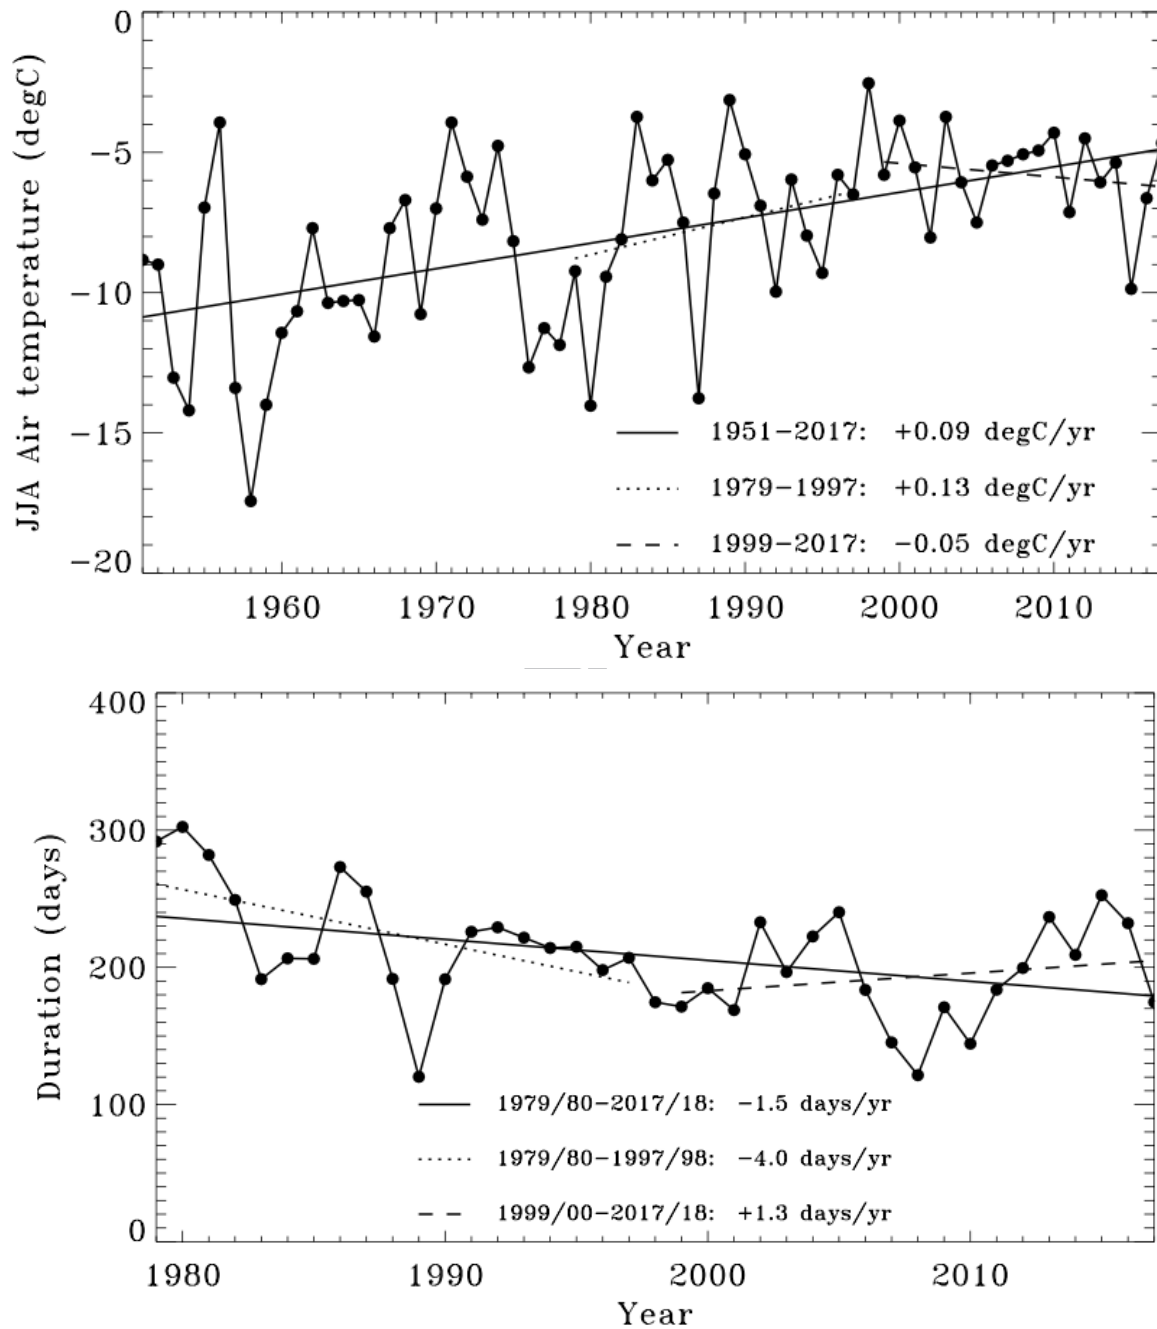 0
−5
−10
−15
−20
JJA Air temperature (degC)
1951−2017: +0.09 degC/yr
1979−1997: +0.13 degC/yr
1999−2017: −0.05 degC/yr
1960 1970 1980 1990 2000 2010
Year
400
300
200
100
0
Duration (days)
1979/80−2017/18: −1.5 days/yr
1979/80−1997/98: −4.0 days/yr
1999/00−2017/18: +1.3 days/yr
1980 1990 2000 2010
Year